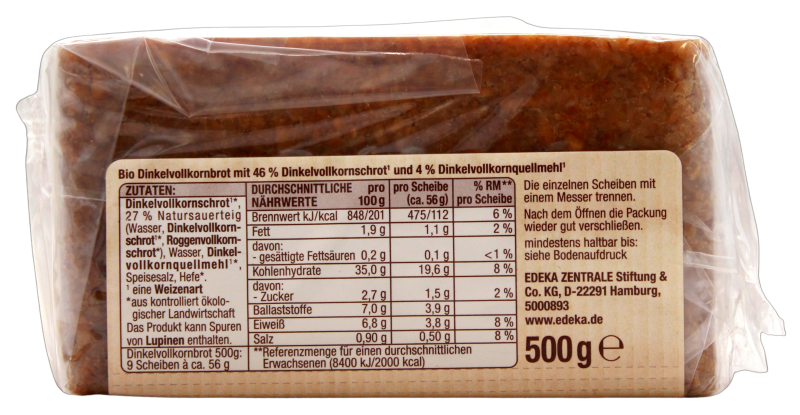 Bio Dinkelvollkornbrot mit 46 % Dinkelvollkornschrot¹ und 4 % Dinkelvollkornquellmehl¹
ZUTATEN:
Dinkelvollkornschrot¹*,
27 % Natursauerteig
(Wasser, Dinkelvollkorn-
schrot¹*, Roggenvollkorn-
schrot*), Wasser, Dinkel-
vollkornquellmehl¹*,
Speisesalz, Hefe*.
¹ eine Weizenart
*aus kontrolliert ökolo-
gischer Landwirtschaft
Das Produkt kann Spuren
von Lupinen enthalten.
Dinkelvollkornbrot 500g:
9 Scheiben à ca. 56 g
DURCHSCHNITTLICHE NÄHRWERTE pro 100 g pro Scheibe (ca. 56 g) % RM** pro Scheibe
Brennwert kJ/kcal 848/201 475/112 6 %
Fett 1,9 g 1,1 g 2 %
davon:
- gesättigte Fettsäuren 0,2 g 0,1 g <1 %
Kohlenhydrate 35,0 g 19,6 g 8 %
davon:
- Zucker 2,7 g 1,5 g 2 %
Ballaststoffe 7,0 g 3,9 g
Eiweiß 6,8 g 3,8 g 8 %
Salz 0,90 g 0,50 g 8 %
**Referenzmenge für einen durchschnittlichen
Erwachsenen (8400 kJ/2000 kcal)
Die einzelnen Scheiben mit
einem Messer trennen.
Nach dem Öffnen die Packung
wieder gut verschließen.
mindestens haltbar bis:
siehe Bodenaufdruck
EDEKA ZENTRALE Stiftung &
Co. KG, D-22291 Hamburg,
5000893
www.edeka.de
500 g e